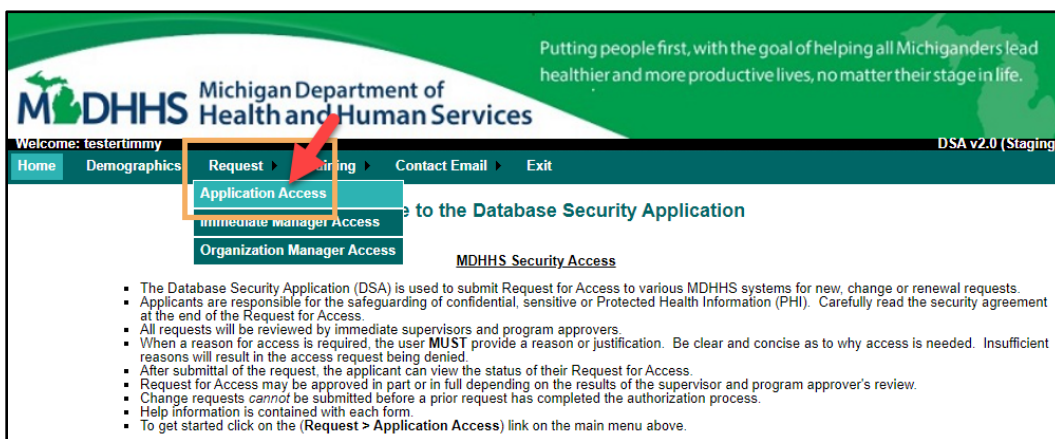 Putting people first, with the goal of helping all Michiganders lead
healthier and more productive lives, no matter their stage in life.
MDHHS Michigan Department of
Health and Human Services
Welcome: testertimmy DSA v2.0 (Staging
Home Demographics Request Contact Email Exit
Application Access
Immediate Manager Access
Organization Manager Access
to the Database Security Application
MDHHS Security Access
▪ The Database Security Application (DSA) is used to submit Request for Access to various MDHHS systems for new, change or renewal requests.
▪ Applicants are responsible for the safeguarding of confidential, sensitive or Protected Health Information (PHI). Carefully read the security agreement
at the end of the Request for Access.
▪ All requests will be reviewed by immediate supervisors and program approvers.
▪ When a reason for access is required, the user MUST provide a reason or justification. Be clear and concise as to why access is needed. Insufficient
reasons will result in the access request being denied.
▪ After submittal of the request, the applicant can view the status of their Request for Access.
▪ Request for Access may be approved in part or in full depending on the results of the supervisor and program approver's review.
▪ Change requests cannot be submitted before a prior request has completed the authorization process.
▪ Help information is contained with each form.
▪ To get started click on the (Request > Application Access) link on the main menu above.